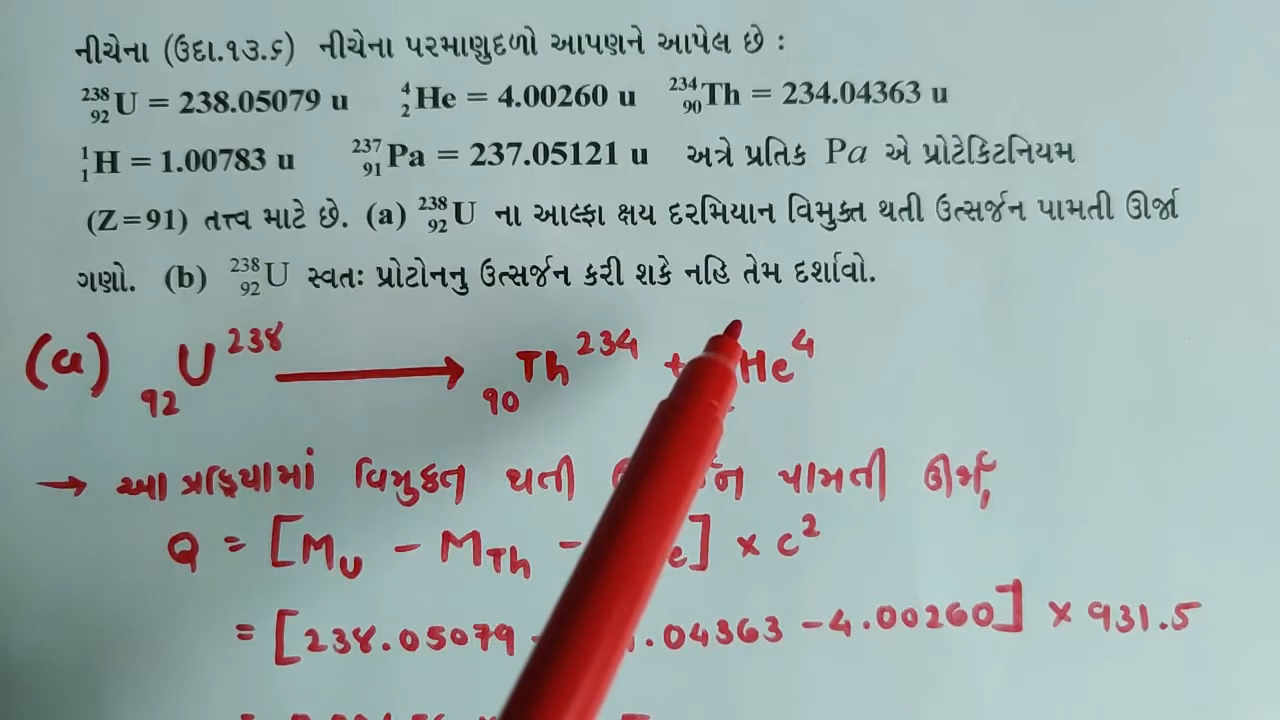 નીચેના (ઉદા.૧૩.૬) નીચેના પરમાણુદળો આપણને આપેલ છે :
²³⁸₉₂U = 238.05079 u ⁴₂He = 4.00260 u ²³⁴₉₀Th = 234.04363 u
¹₁H = 1.00783 u ²³⁷₉₁Pa = 237.05121 u અત્રે પ્રતિક Pa એ પ્રોટેક્ટિનિયમ
(Z=91) તત્ત્વ માટે છે. (a) ²³⁸₉₂U ના આલ્ફા ક્ષય દરમિયાન વિમુક્ત થતી ઉત્સર્જન પામતી ઊર્જા
ગણો. (b) ²³⁸₉₂U સ્વતઃ પ્રોટોનનુ ઉત્સર્જન કરી શકે નહિ તેમ દર્શાવો.
(a) ₉₂U²³⁸ ⟶ ₉₀Th²³⁴ + He⁴
→ આ પ્રક્રિયામાં વિમુક્ત થતી પામતી ઊર્જા,
Q = [M_U - M_Th - e] × c²
= [238.05079 - .04363 - 4.00260] × 931.5